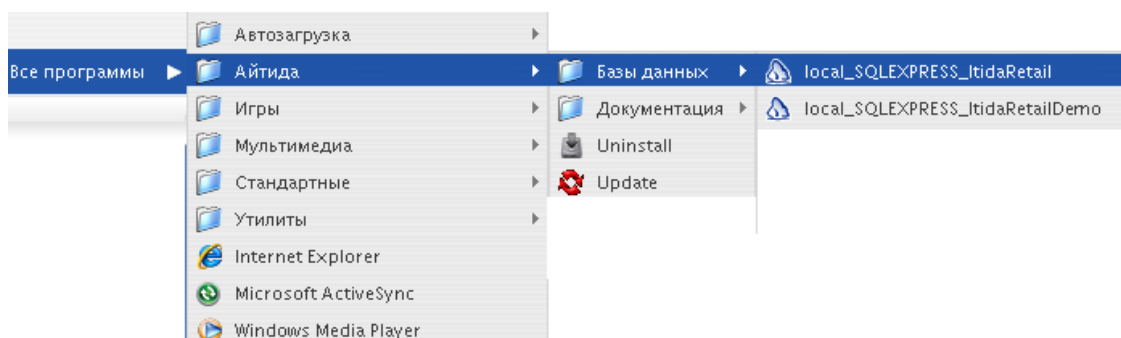 Автозагрузка
Все программы Айтида Базы данных local_SQLEXPRESS_ItidaRetail
Игры Документация local_SQLEXPRESS_ItidaRetailDemo
Мультимедиа Uninstall
Стандартные Update
Утилиты
Internet Explorer
Microsoft ActiveSync
Windows Media Player